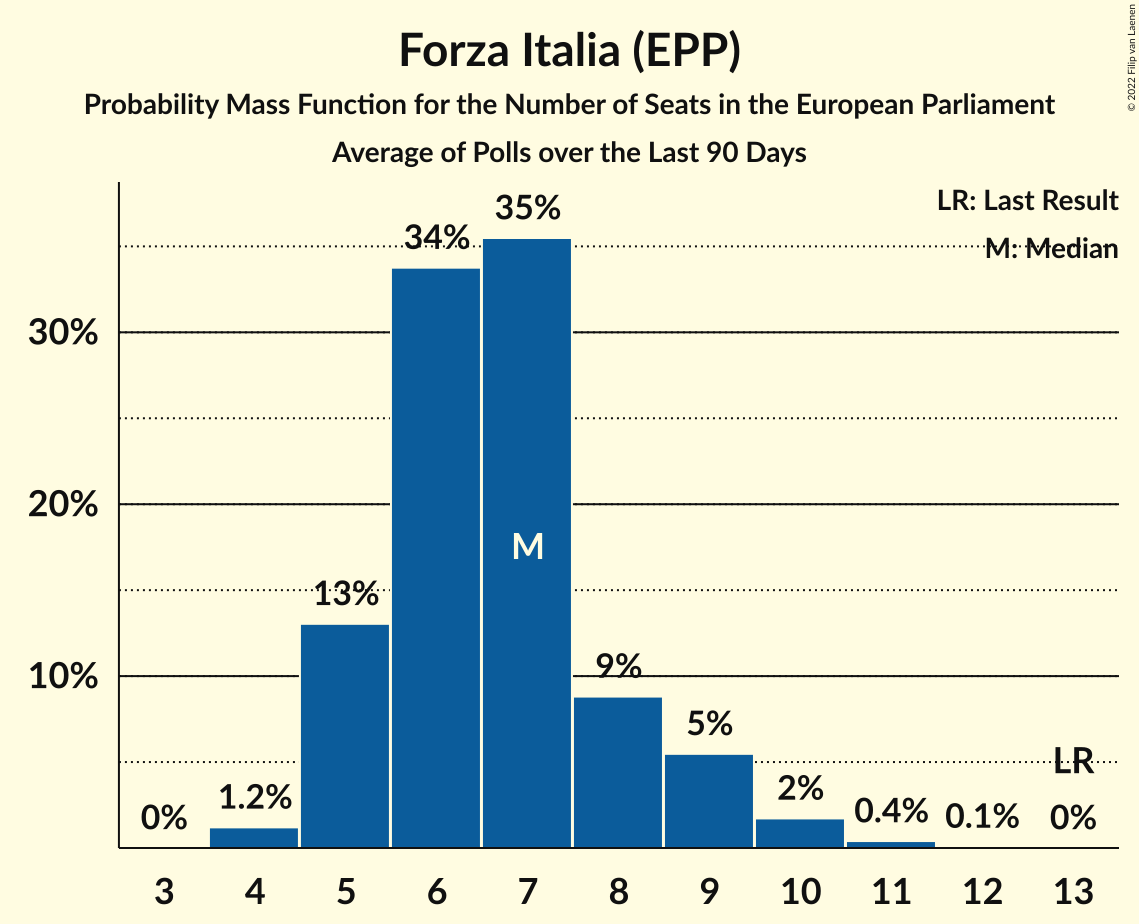 Forza Italia (EPP)
Probability Mass Function for the Number of Seats in the European Parliament
Average of Polls over the Last 90 Days
© 2022 Filip van Laenen
LR: Last Result
M: Median
30%
20%
10%
0%
1.2%
13%
34%
35%
M
9%
5%
2%
0.4%
0.1%
LR
0%
3 4 5 6 7 8 9 10 11 12 13